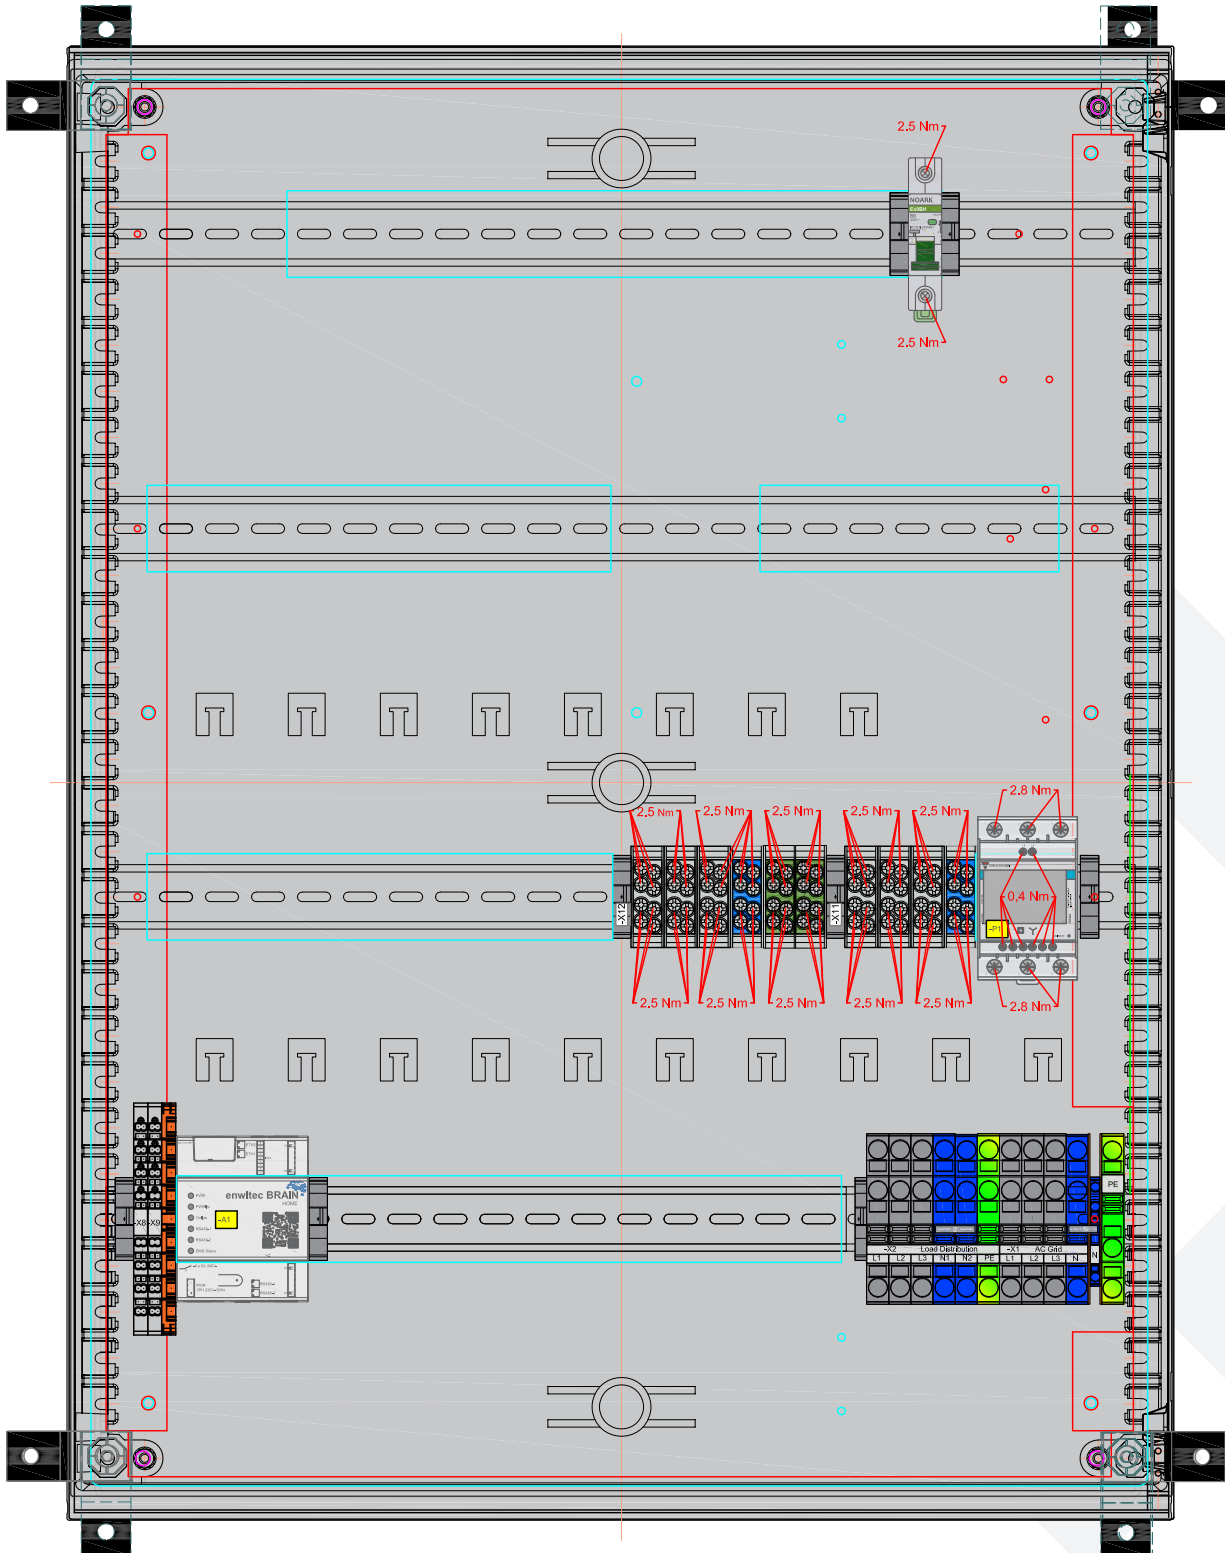 2.5 Nm
NOARK
Ex9BH
2.5 Nm
2.8 Nm
2.5 Nm 2.5 Nm 2.5 Nm 2.5 Nm 2.5 Nm
-X12
-X11
0,4 Nm
-P1
2.5 Nm 2.5 Nm 2.5 Nm 2.5 Nm 2.5 Nm
2.8 Nm
enwitec BRAIN
HOME
-A1
-X8 -X9
PE
-X2 Load Distribution -X1 AC Grid
L1 L2 L3 N1 N2 PE L1 L2 L3 N
N